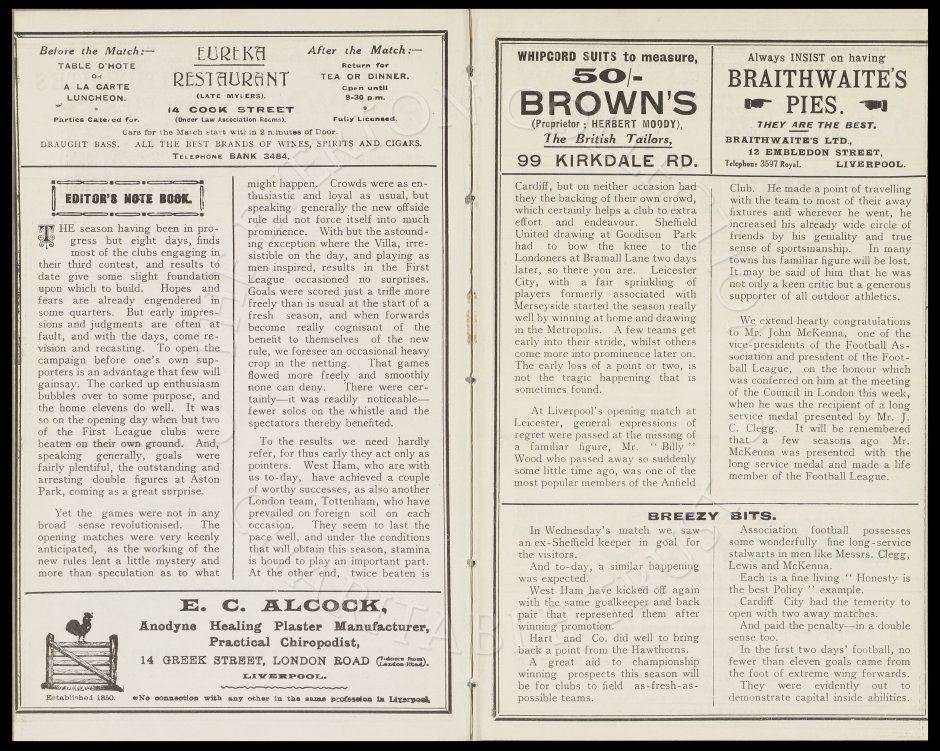 Before the Match:—
TABLE D'HOTE
OR
A LA CARTE
LUNCHEON.
Parties Catered for.
EUREKA
RESTAURANT
(LATE MYLERS),
14 COOK STREET
(Under Law Association Rooms).
After the Match:—
Return for
TEA OR DINNER.
Open until
9-30 p.m.
Fully Licensed.
Cars for the Match start within 2 minutes of Door.
DRAUGHT BASS. ALL THE BEST BRANDS OF WINES, SPIRITS AND CIGARS.
TELEPHONE BANK 3484.
EDITOR'S NOTE BOOK.
THE season having been in pro-
gress but eight days, finds
most of the clubs engaging in
their third contest, and results to
date give some slight foundation
upon which to build. Hopes and
fears are already engendered in
some quarters. But early impres-
sions and judgments are often at
fault, and with the days, come re-
vision and recasting. To open the
campaign before one's own sup-
porters is an advantage that few will
gainsay. The corked up enthusiasm
bubbles over to some purpose, and
the home elevens do well. It was
so on the opening day when but two
of the First League clubs were
beaten on their own ground. And,
speaking generally, goals were
fairly plentiful, the outstanding and
arresting double figures at Aston
Park, coming as a great surprise.
Yet the games were not in any
broad sense revolutionised. The
opening matches were very keenly
anticipated, as the working of the
new rules lent a little mystery and
more than speculation as to what
might happen. Crowds were as en-
thusiastic and loyal as usual, but
speaking generally the new offside
rule did not force itself into much
prominence. With but the astound-
ing exception where the Villa, irre-
sistible on the day, and playing as
men inspired, results in the First
League occasioned no surprises.
Goals were scored just a trifle more
freely than is usual at the start of a
fresh season, and when forwards
become really cognisant of the
benefit to themselves of the new
rule, we foresee an occasional heavy
crop in the netting. That games
flowed more freely and smoothly
none can deny. There were cer-
tainly—it was readily noticeable—
fewer solos on the whistle and the
spectators thereby benefited.
To the results we need hardly
refer, for thus early they act only as
pointers. West Ham, who are with
us to-day, have achieved a couple
of worthy successes, as also another
London team, Tottenham, who have
prevailed on foreign soil on each
occasion. They seem to last the
pace well, and under the conditions
that will obtain this season, stamina
is bound to play an important part.
At the other end, twice beaten is
E. C. ALCOCK,
Anodyne Healing Plaster Manufacturer,
Practical Chiropodist,
14 GREEK STREET, LONDON ROAD (7-doors from London Road.)
LIVERPOOL.
Established 1850.
No connection with any other in the same profession in Liverpool.
WHIPCORD SUITS to measure,
50/-
BROWN'S
(Proprietor; HERBERT MOODY),
The British Tailors,
99 KIRKDALE RD.
Always INSIST on having
BRAITHWAITE'S
PIES.
THEY ARE THE BEST.
BRAITHWAITE'S LTD.,
12 EMBLEDON STREET,
Telephone 3597 Royal. LIVERPOOL.
Cardiff, but on neither occasion had
they the backing of their own crowd,
which certainly helps a club to extra
effort and endeavour. Sheffield
United drawing at Goodison Park
had to bow the knee to the
Londoners at Bramall Lane two days
later, so there you are. Leicester
City, with a fair sprinkling of
players formerly associated with
Merseyside started the season really
well by winning at home and drawing
in the Metropolis. A few teams get
early into their stride, whilst others
come more into prominence later on.
The early loss of a point or two, is
not the tragic happening that is
sometimes found.
At Liverpool's opening match at
Leicester, general expressions of
regret were passed at the missing of
a familiar figure, Mr. "Billy"
Wood who passed away so suddenly
some little time ago, was one of the
most popular members of the Anfield
Club. He made a point of travelling
with the team to most of their away
fixtures and wherever he went, he
increased his already wide circle of
friends by his geniality and true
sense of sportsmanship. In many
towns his familiar figure will be lost.
It may be said of him that he was
not only a keen critic but a generous
supporter of all outdoor athletics.
We extend hearty congratulations
to Mr. John McKenna, one of the
vice-presidents of the Football As-
sociation and president of the Foot-
ball League, on the honour which
was conferred on him at the meeting
of the Council in London this week,
when he was the recipient of a long
service medal presented by Mr. J.
C. Clegg. It will be remembered
that a few seasons ago Mr.
McKenna was presented with the
long service medal and made a life
member of the Football League.
BREEZY BITS.
In Wednesday's match we saw
an ex-Sheffield keeper in goal for
the visitors.
And to-day, a similar happening
was expected.
West Ham have kicked off again
with the same goalkeeper and back
pair that represented them after
winning promotion.
Hart and Co. did well to bring
back a point from the Hawthorns.
A great aid to championship
winning prospects this season will
be for clubs to field as-fresh-as-
possible teams.
Association football possesses
some wonderfully fine long-service
stalwarts in men like Messrs. Clegg,
Lewis and McKenna.
Each is a fine living "Honesty is
the best Policy" example.
Cardiff City had the temerity to
open with two away matches.
And paid the penalty—in a double
sense too.
In the first two days' football, no
fewer than eleven goals came from
the foot of extreme wing forwards.
They were evidently out to
demonstrate capital inside abilities.